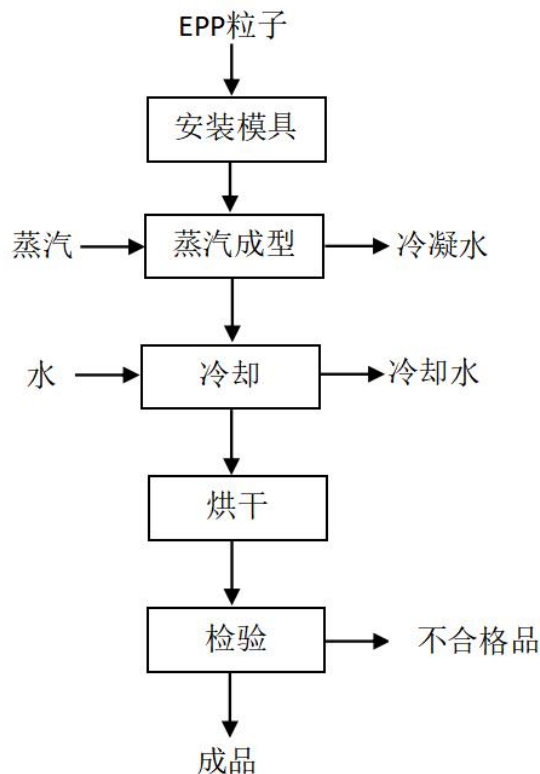 EPP粒子
安装模具
蒸汽
蒸汽成型
冷凝水
水
冷却
冷却水
烘干
检验
不合格品
成品